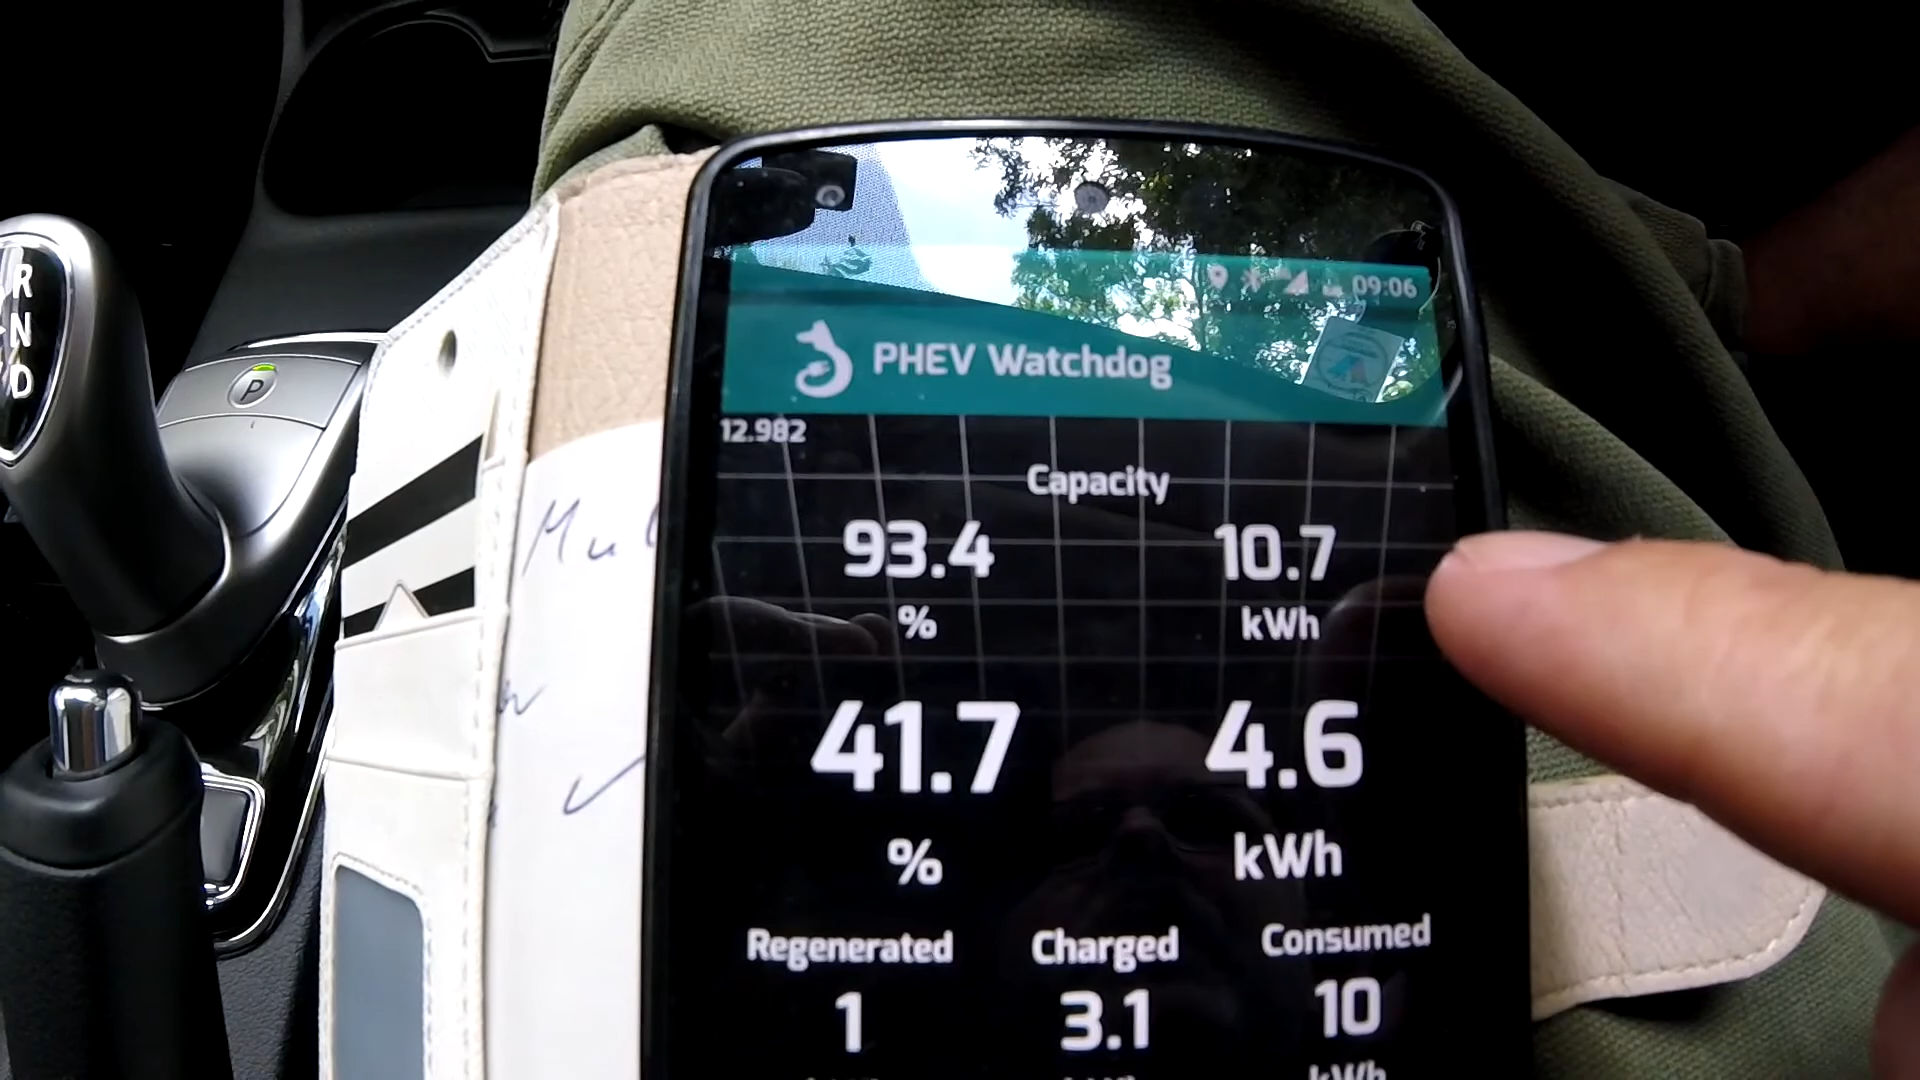 R
N
D
P
09:06
PHEV Watchdog
12.982
Capacity
93.4 10.7
% kWh
41.7 4.6
% kWh
Regenerated Charged Consumed
1 3.1 10
kWh